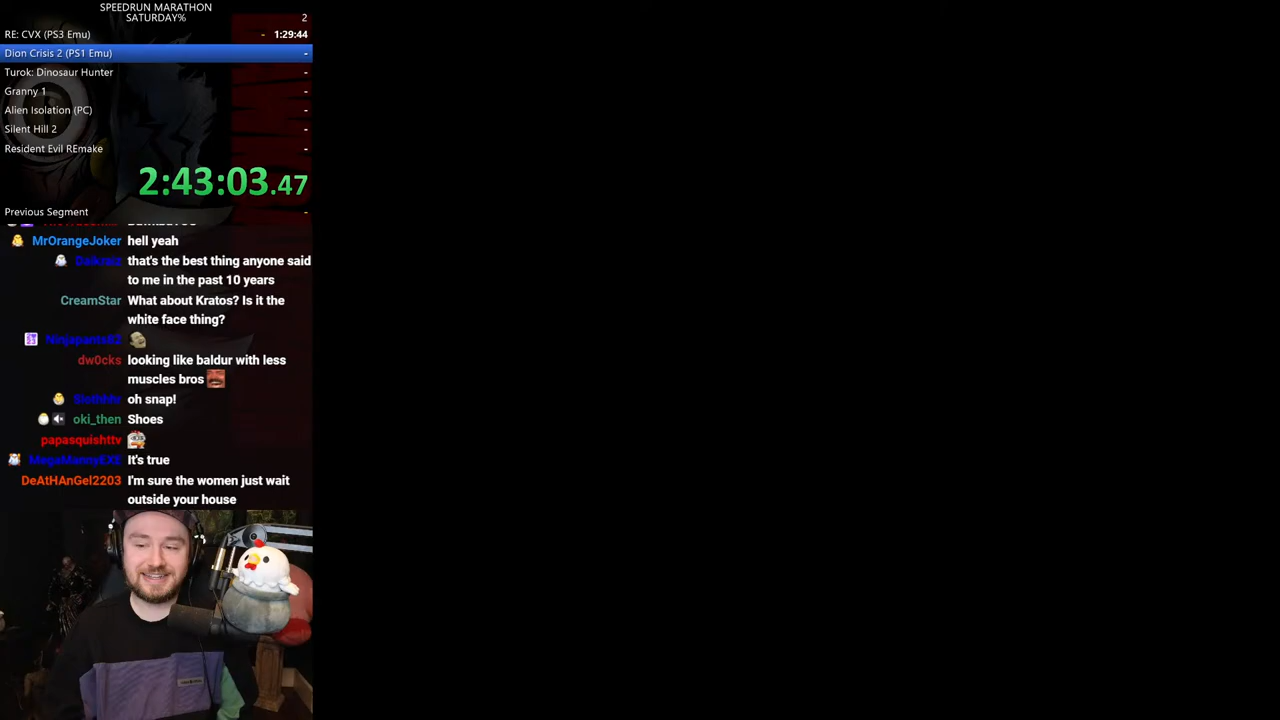 SPEEDRUN MARATHON
SATURDAY%
2
RE: CVX (PS3 Emu) - 1:29:44
Dion Crisis 2 (PS1 Emu) -
Turok: Dinosaur Hunter -
Granny 1 -
Alien Isolation (PC) -
Silent Hill 2 -
Resident Evil REmake -
2:43:03.47
Previous Segment -
MrOrangeJoker hell yeah
that's the best thing anyone said
to me in the past 10 years
CreamStar What about Kratos? Is it the
white face thing?
Ninjapants82
dw0cks looking like baldur with less
muscles bros
oh snap!
oki_then Shoes
papasquishttv
MegaMannyEXE It's true
DeAtHAnGel2203 I'm sure the women just wait
outside your house